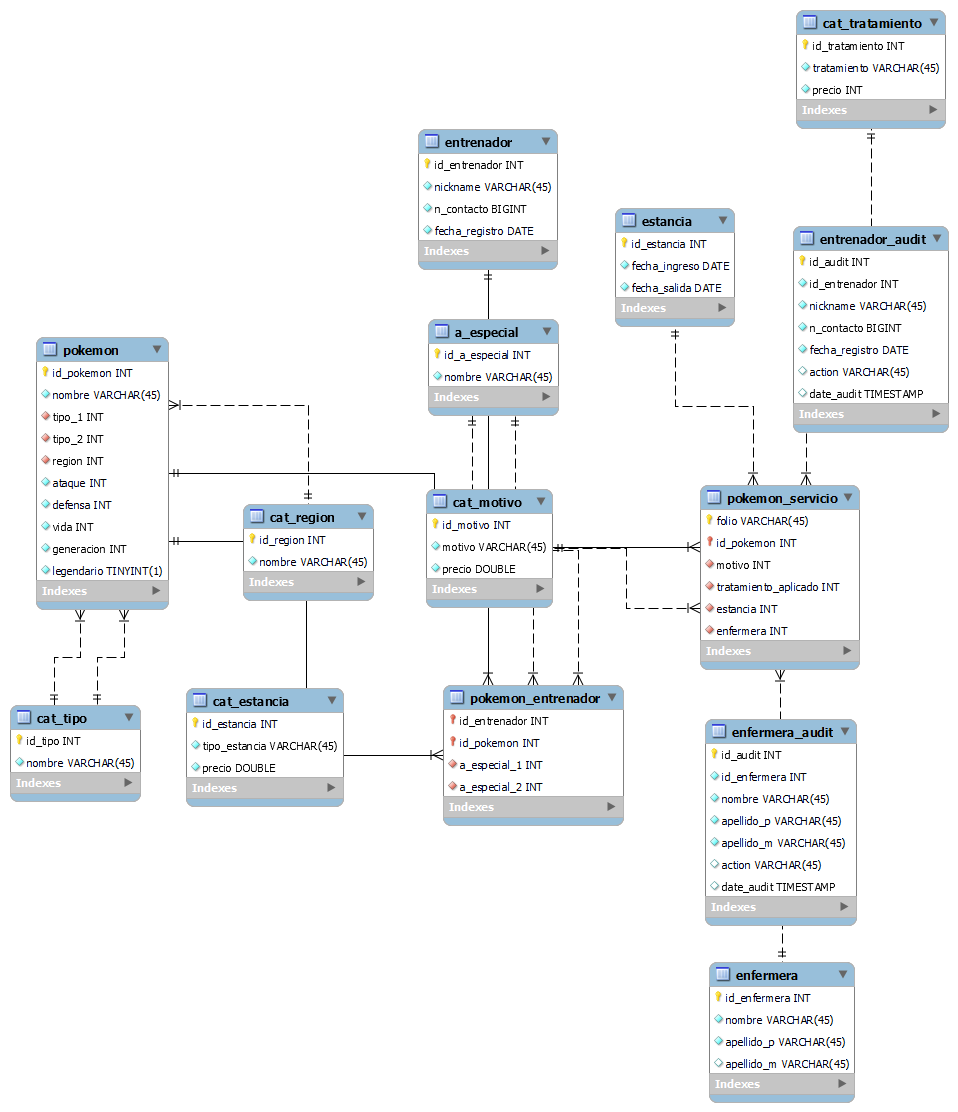 cat_tratamiento
id_tratamiento INT
tratamiento VARCHAR(45)
precio INT
Indexes
entrenador
id_entrenador INT
nickname VARCHAR(45)
n_contacto BIGINT
fecha_registro DATE
Indexes
estancia
id_estancia INT
fecha_ingreso DATE
fecha_salida DATE
Indexes
entrenador_audit
id_audit INT
id_entrenador INT
nickname VARCHAR(45)
n_contacto BIGINT
fecha_registro DATE
action VARCHAR(45)
date_audit TIMESTAMP
Indexes
a_especial
id_a_especial INT
nombre VARCHAR(45)
Indexes
pokemon
id_pokemon INT
nombre VARCHAR(45)
tipo_1 INT
tipo_2 INT
region INT
ataque INT
defensa INT
vida INT
generacion INT
legendario TINYINT(1)
Indexes
cat_region
id_region INT
nombre VARCHAR(45)
Indexes
cat_motivo
id_motivo INT
motivo VARCHAR(45)
precio DOUBLE
Indexes
pokemon_servicio
folio VARCHAR(45)
id_pokemon INT
motivo INT
tratamiento_aplicado INT
estancia INT
enfermera INT
Indexes
cat_tipo
id_tipo INT
nombre VARCHAR(45)
Indexes
cat_estancia
id_estancia INT
tipo_estancia VARCHAR(45)
precio DOUBLE
Indexes
pokemon_entrenador
id_entrenador INT
id_pokemon INT
a_especial_1 INT
a_especial_2 INT
Indexes
enfermera_audit
id_audit INT
id_enfermera INT
nombre VARCHAR(45)
apellido_p VARCHAR(45)
apellido_m VARCHAR(45)
action VARCHAR(45)
date_audit TIMESTAMP
Indexes
enfermera
id_enfermera INT
nombre VARCHAR(45)
apellido_p VARCHAR(45)
apellido_m VARCHAR(45)
Indexes